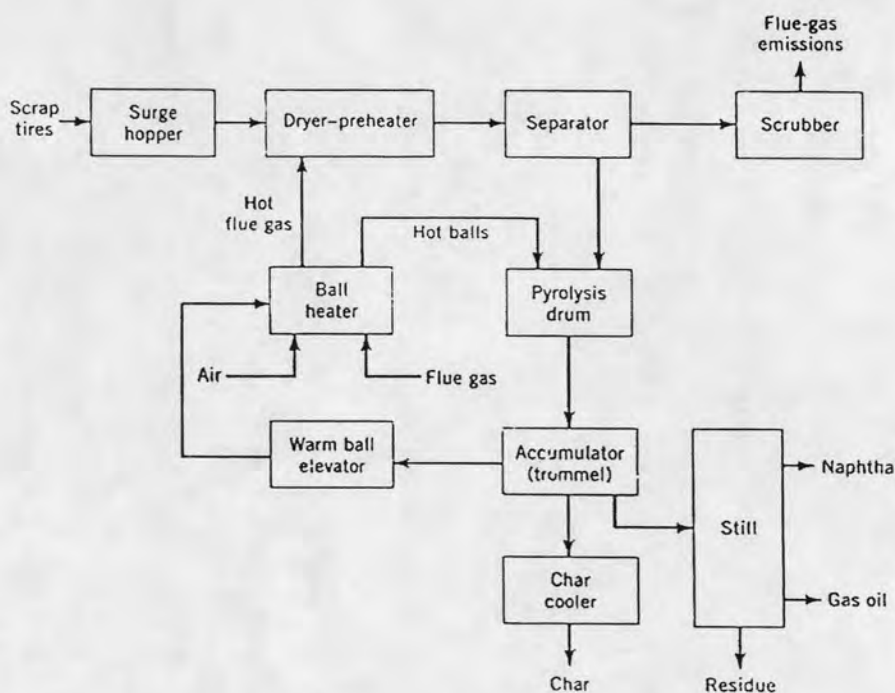 Flue-gas
emissions
Scrap
tires
Surge
hopper
Dryer–preheater
Separator
Scrubber
Hot
flue gas
Hot balls
Ball
heater
Pyrolysis
drum
Air
Flue gas
Warm ball
elevator
Accumulator
(trommel)
Naphtha
Still
Char
cooler
Gas oil
Char
Residue